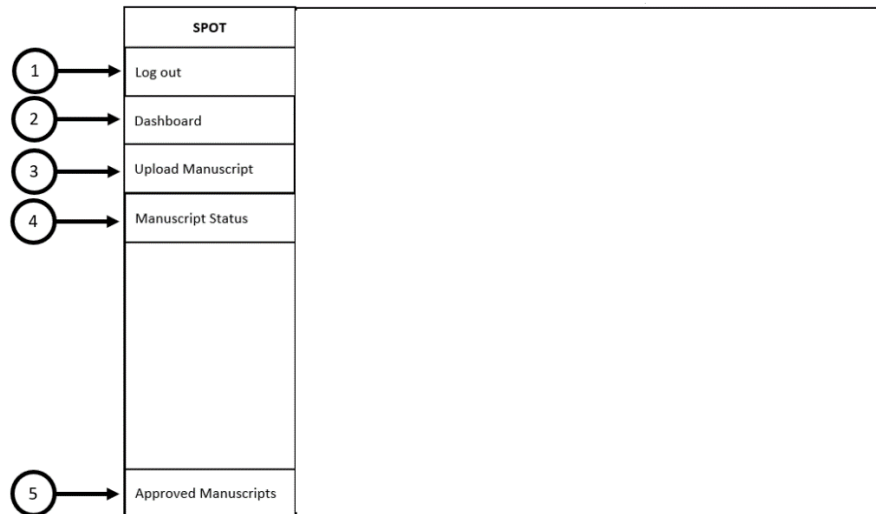 SPOT
1
Log out
2
Dashboard
3
Upload Manuscript
4
Manuscript Status
5
Approved Manuscripts